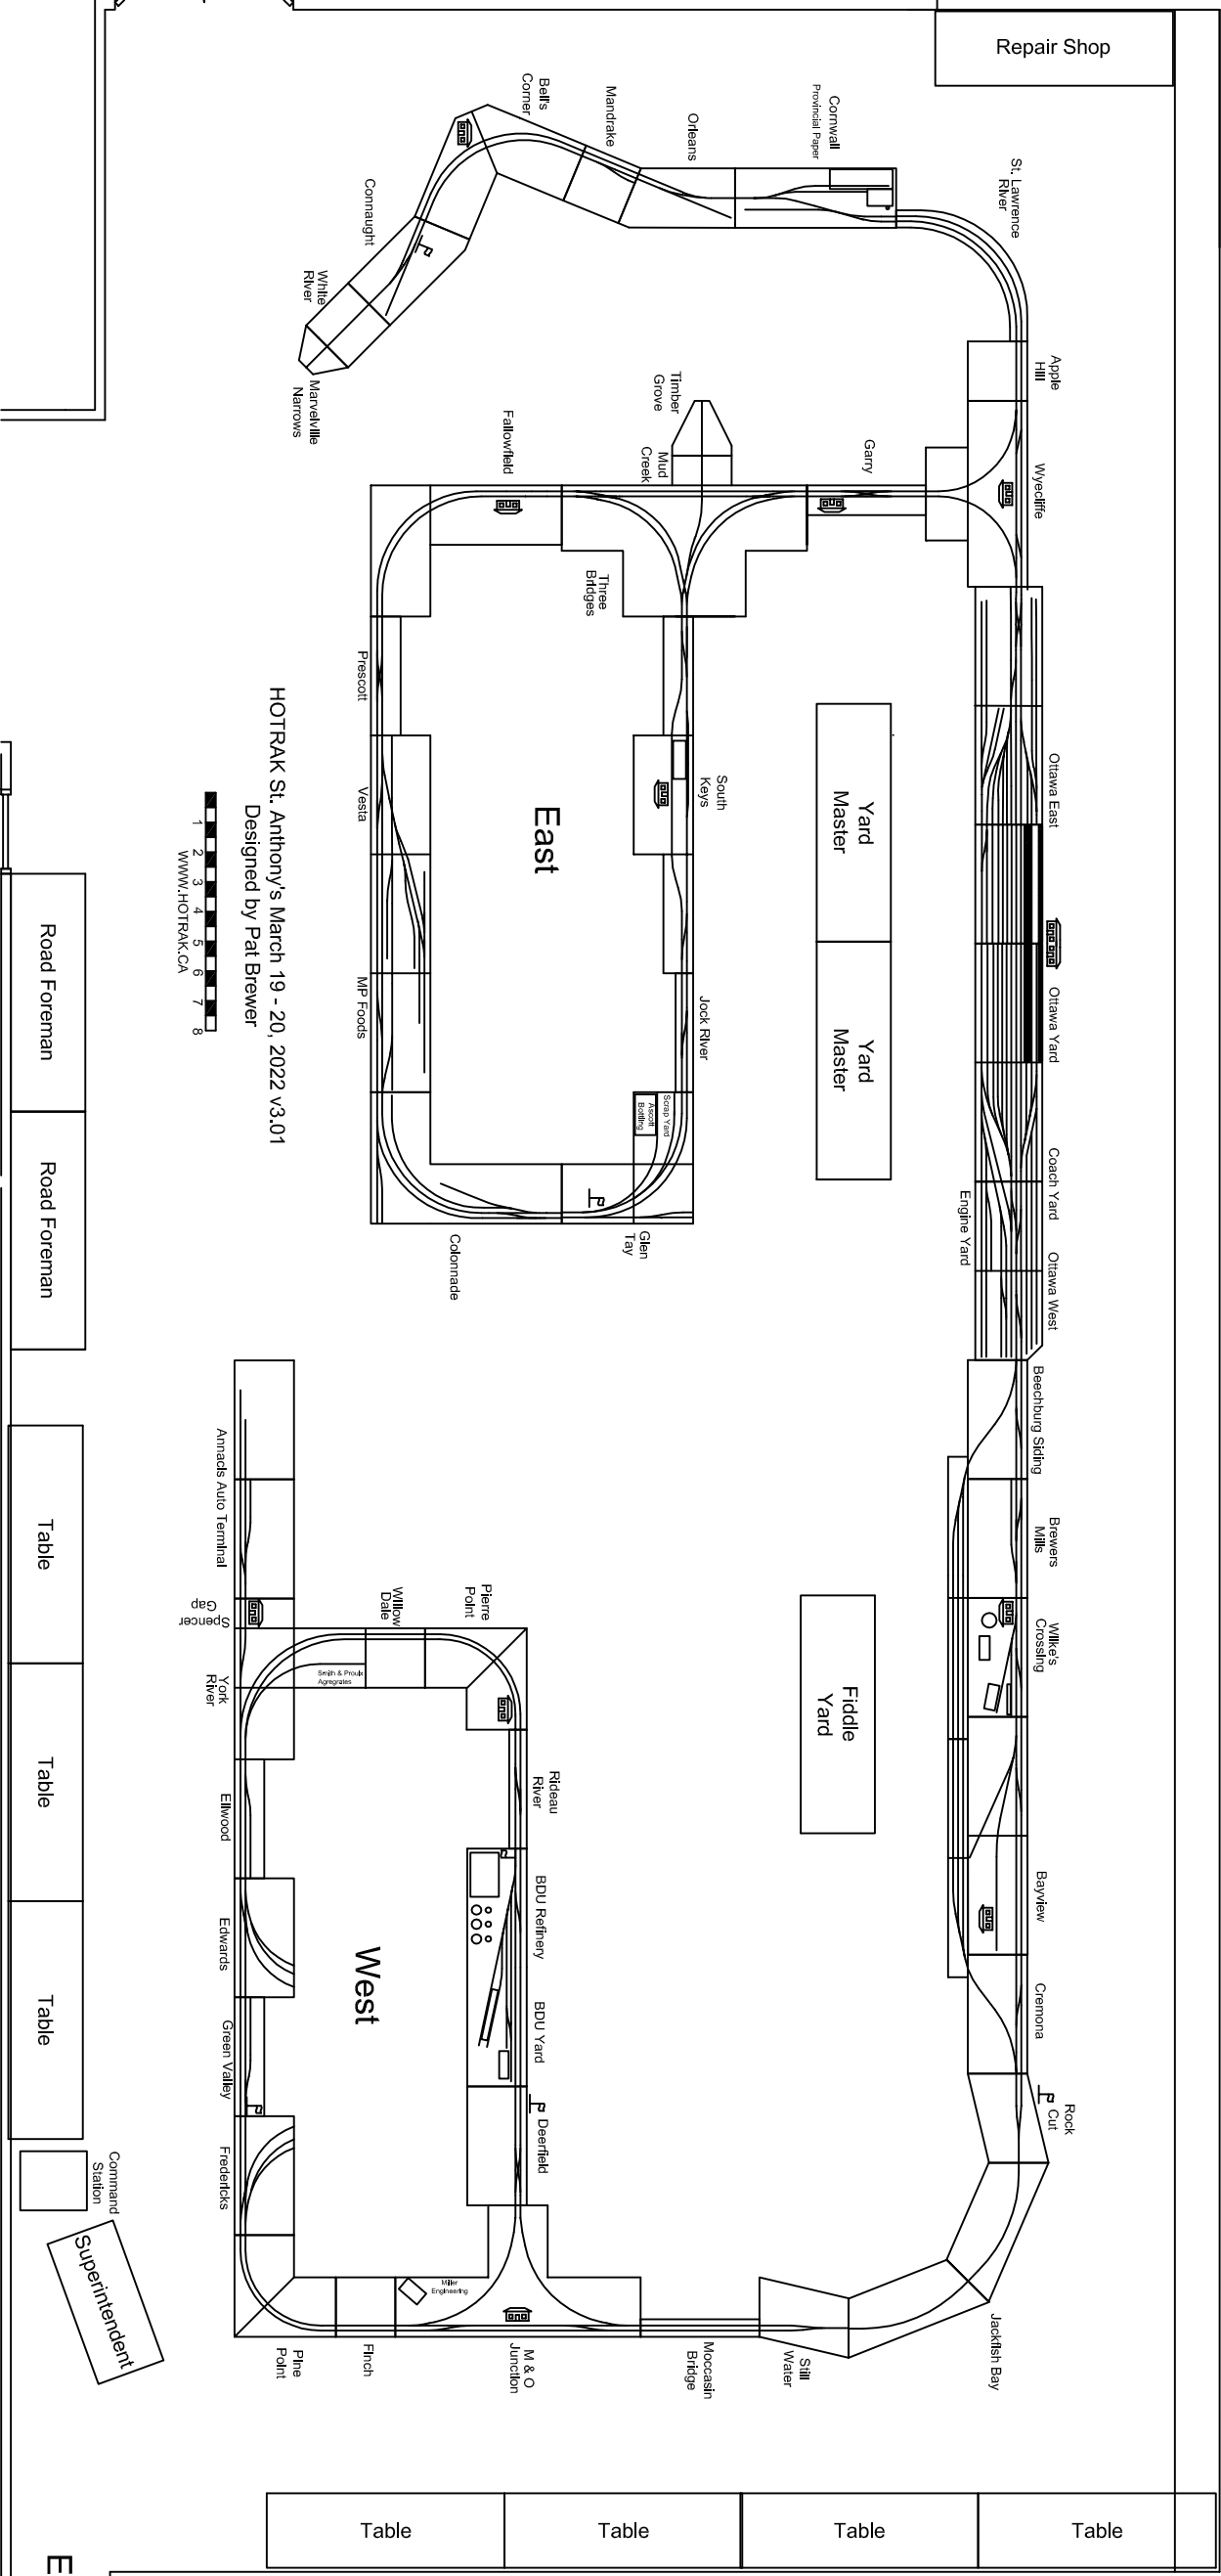 Repair Shop
Bell's
Corner
Mandrake
Orleans
Cornwall
Provincial Paper
St. Lawrence
River
Connaught
White
River
Marvelville
Narrows
Apple
Hill
Timber
Grove
Mud
Creek
Fallowfield
Garry
Wyecliffe
Three
Bridges
Prescott
Vesta
MP Foods
East
South
Keys
Jock River
Scrap Yard
Ascott
Bottling
Glen
Tay
Colonnade
Yard
Master
Yard
Master
Ottawa East
Ottawa Yard
Coach Yard
Engine Yard
Ottawa West
HOTRAK St. Anthony's March 19 - 20, 2022 v3.01
Designed by Pat Brewer
1 2 3 4 5 6 7 8
WWW.HOTRAK.CA
Road Foreman
Road Foreman
Table
Table
Table
Command
Station
Superintendent
Beechburg Siding
Brewers
Mills
Wilke's
Crossing
Bayview
Cremona
Rock
Cut
Jackfish Bay
Fiddle
Yard
Annacis Auto Terminal
Spencer
Gap
York
River
Smith & Proulx
Agregrates
Willow
Dale
Pierre
Point
Rideau
River
BDU Refinery
BDU Yard
Deerfield
West
Ellwood
Edwards
Green Valley
Fredericks
Pine
Point
Finch
Miller
Engineering
M & O
Junction
Moccasin
Bridge
Still
Water
Table
Table
Table
Table
E